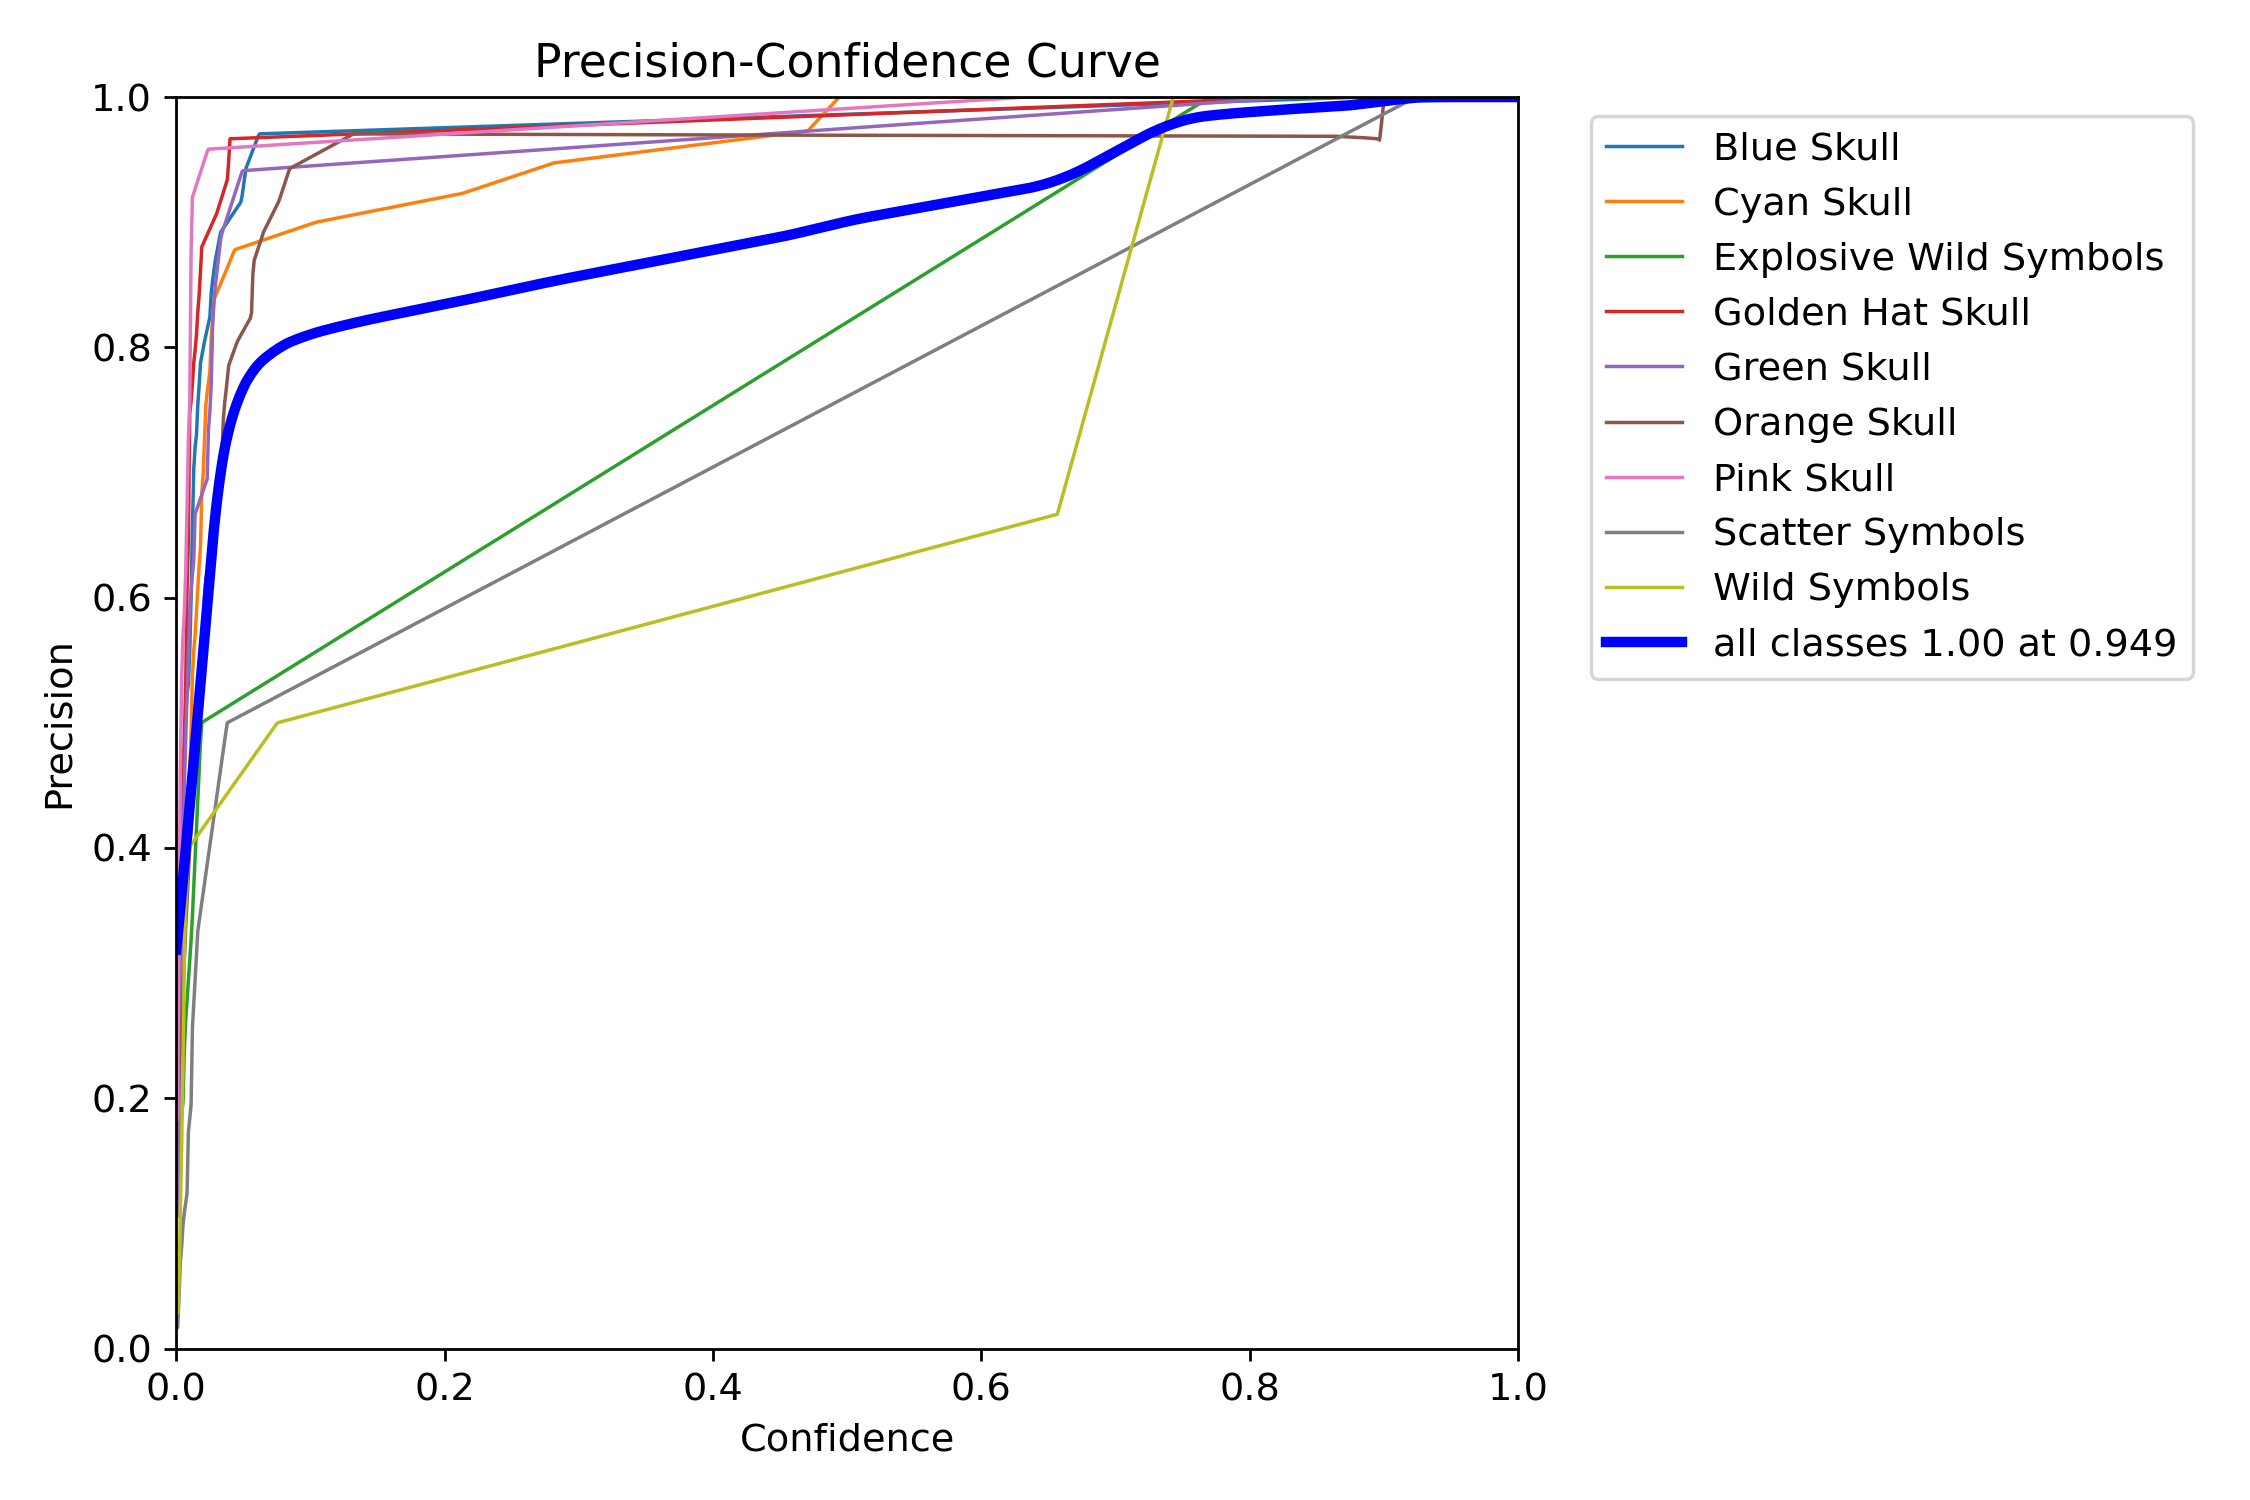 Precision-Confidence Curve
1.0
0.8
0.6
0.4
0.2
0.0
Precision
0.0 0.2 0.4 0.6 0.8 1.0
Confidence
Blue Skull
Cyan Skull
Explosive Wild Symbols
Golden Hat Skull
Green Skull
Orange Skull
Pink Skull
Scatter Symbols
Wild Symbols
all classes 1.00 at 0.949